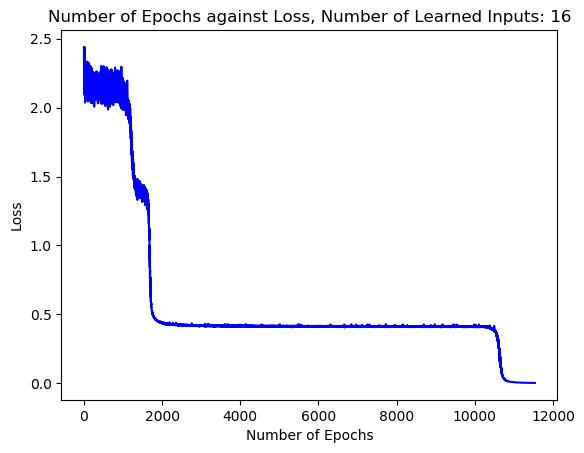 Number of Epochs against Loss, Number of Learned Inputs: 16
2.5
2.0
1.5
1.0
0.5
0.0
Loss
0 2000 4000 6000 8000 10000 12000
Number of Epochs